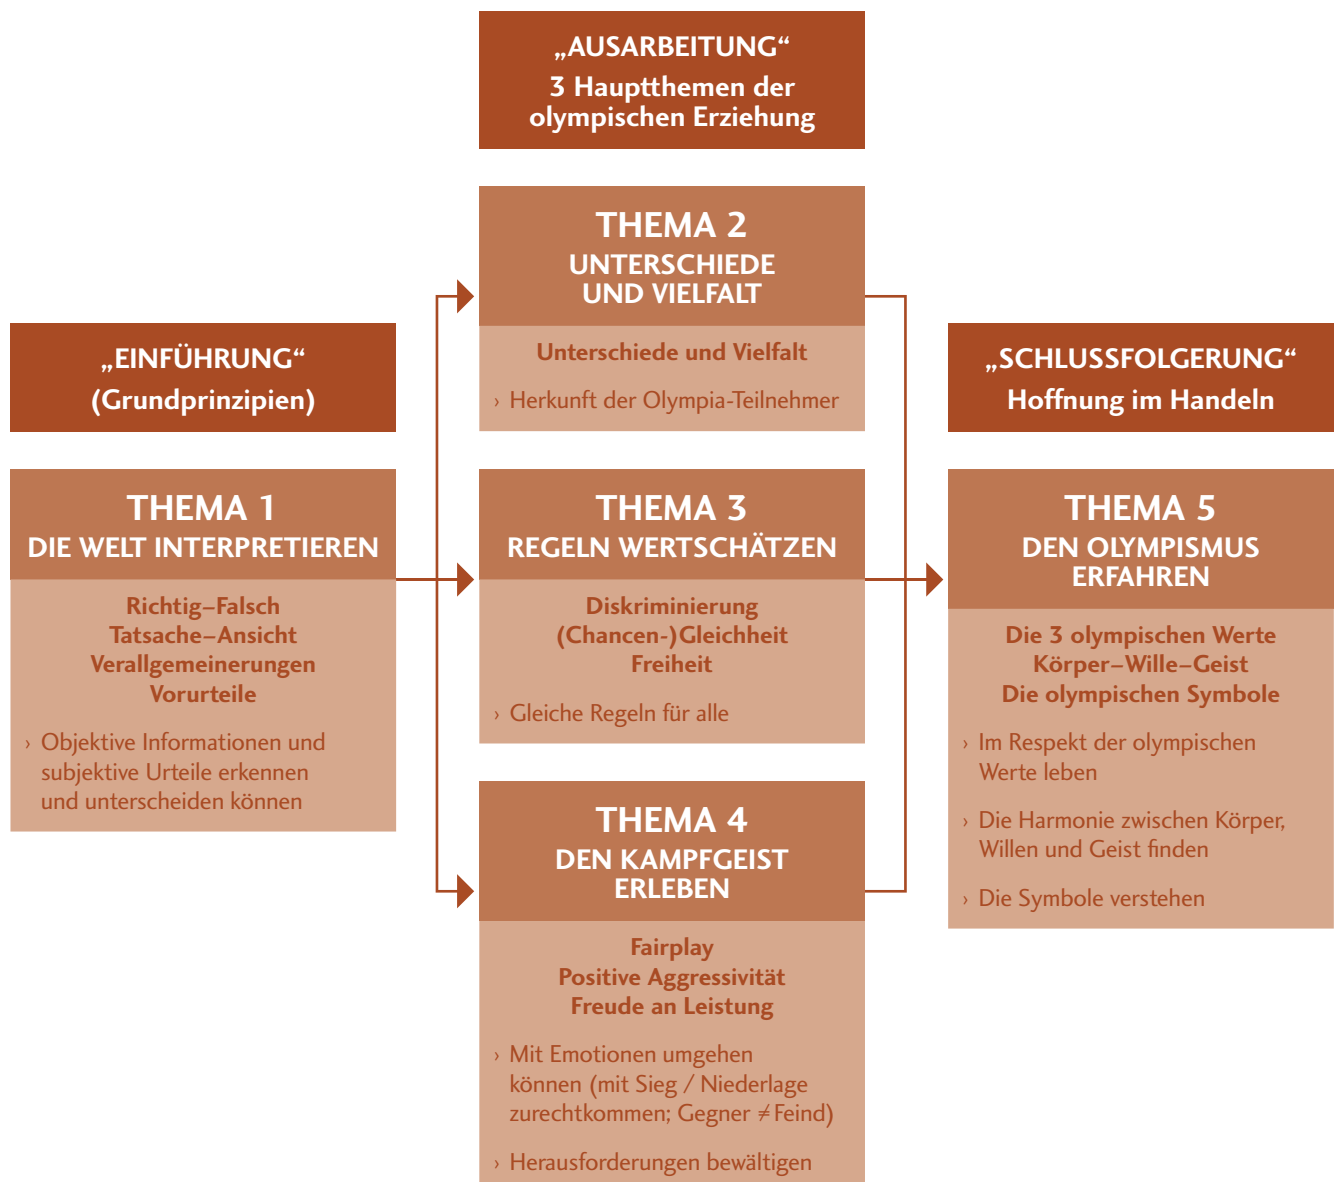 „AUSARBEITUNG“
3 Hauptthemen der
olympischen Erziehung
„EINFÜHRUNG“
(Grundprinzipien)
THEMA 1
DIE WELT INTERPRETIEREN
Richtig–Falsch
Tatsache–Ansicht
Verallgemeinerungen
Vorurteile
› Objektive Informationen und
subjektive Urteile erkennen
und unterscheiden können
THEMA 2
UNTERSCHIEDE
UND VIELFALT
Unterschiede und Vielfalt
› Herkunft der Olympia-Teilnehmer
THEMA 3
REGELN WERTSCHÄTZEN
Diskriminierung
(Chancen-)Gleichheit
Freiheit
› Gleiche Regeln für alle
THEMA 4
DEN KAMPFGEIST
ERLEBEN
Fairplay
Positive Aggressivität
Freude an Leistung
› Mit Emotionen umgehen
können (mit Sieg / Niederlage
zurechtkommen; Gegner ≠ Feind)
› Herausforderungen bewältigen
„SCHLUSSFOLGERUNG“
Hoffnung im Handeln
THEMA 5
DEN OLYMPISMUS
ERFAHREN
Die 3 olympischen Werte
Körper–Wille–Geist
Die olympischen Symbole
› Im Respekt der olympischen
Werte leben
› Die Harmonie zwischen Körper,
Willen und Geist finden
› Die Symbole verstehen